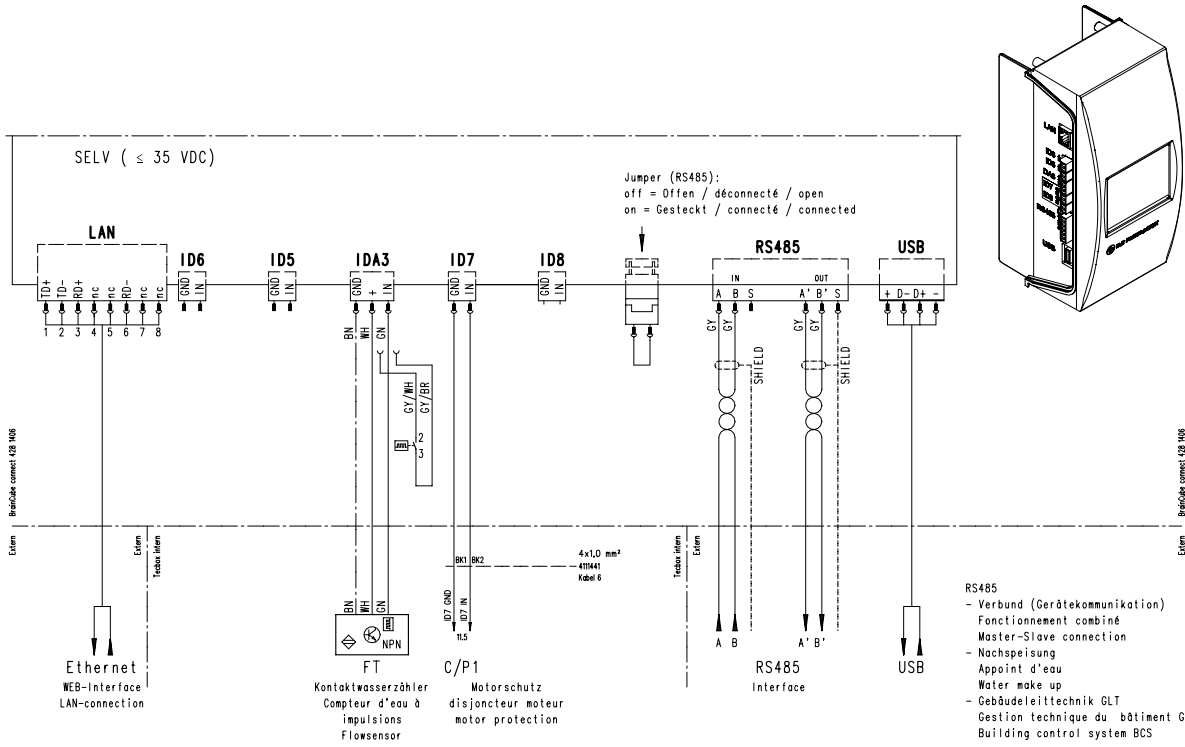 SELV ( ≤ 35 VDC)
Jumper (RS485):
off = Offen / déconnecté / open
on = Gesteckt / connecté / connected
LAN
ID6
ID5
IDA3
ID7
ID8
RS485
USB
TD+
TD-
RD+
nc
nc
RD-
nc
nc
GND
IN
GND
IN
GND
+
IN
GND
IN
GND
IN
IN
OUT
A B S
A' B' S
+ D- D+ -
1 2 3 4 5 6 7 8
BN
WH
GN
GY
GY
GY
GY
SHIELD
SHIELD
GY/WH
GY/BR
2
3
BrainCube connect 428 1406
Extern
Extern
Tecbox intern
BrainCube connect 428 1406
Extern
Tecbox intern
Extern
BK1
BK2
4x1,0 mm²
4111441
Kabel 6
BN
WH
GN
NPN
ID7 GND
ID7 IN
11.5
A B
A' B'
Ethernet
WEB-Interface
LAN-connection
FT
Kontaktwasserzähler
Compteur d'eau à
impulsions
Flowsensor
C/P1
Motorschutz
disjoncteur moteur
motor protection
RS485
Interface
USB
RS485
- Verbund (Gerätekommunikation)
Fonctionnement combiné
Master-Slave connection
- Nachspeisung
Appoint d'eau
Water make up
- Gebäudeleittechnik GLT
Gestion technique du bâtiment G
Building control system BCS
LAN
RS485
USB